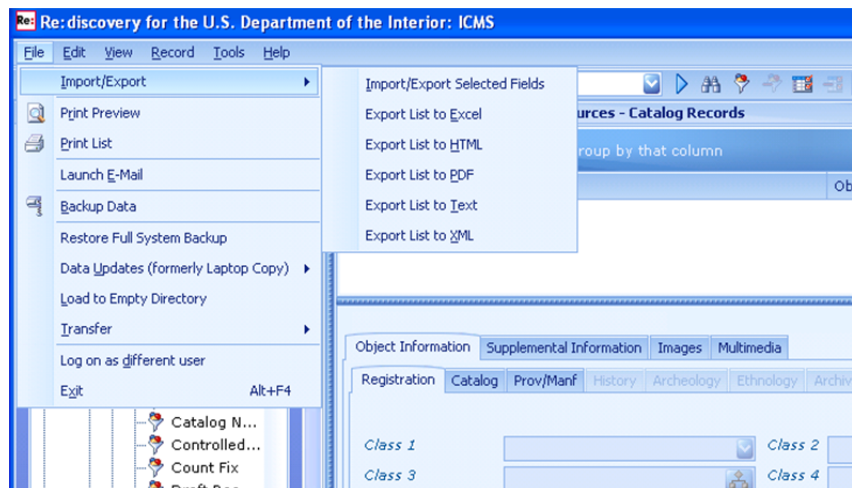 Re: Re:discovery for the U.S. Department of the Interior: ICMS
File Edit View Record Tools Help
Import/Export
Print Preview
Print List
Launch E-Mail
Backup Data
Restore Full System Backup
Data Updates (formerly Laptop Copy)
Load to Empty Directory
Transfer
Log on as different user
Exit Alt+F4
Import/Export Selected Fields
Export List to Excel
Export List to HTML
Export List to PDF
Export List to Text
Export List to XML
urces - Catalog Records
roup by that column
Ob
Object Information Supplemental Information Images Multimedia
Registration Catalog Prov/Manf History Archeology Ethnology Archiv
Class 1 Class 2
Class 3 Class 4
Catalog N...
Controlled...
Count Fix